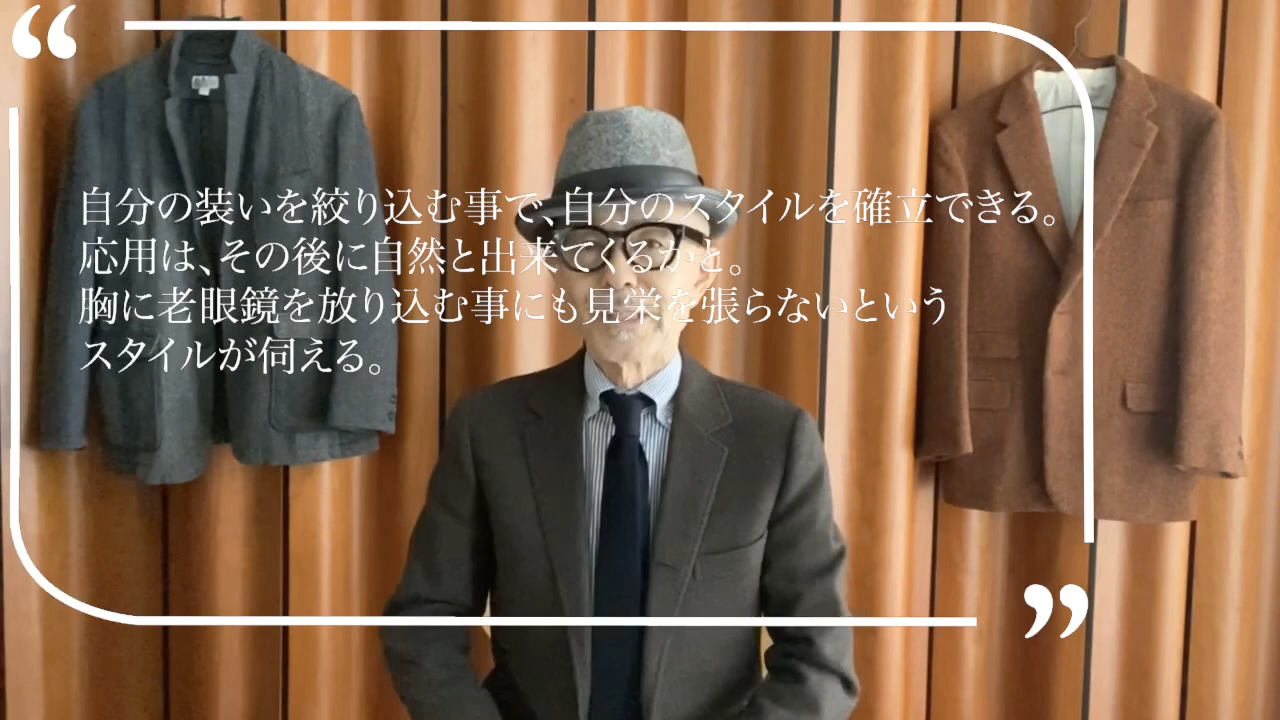 自分の装いを絞り込む事で、自分のスタイルを確立できる。
応用は、その後に自然と出来てくるかと。
胸に老眼鏡を放り込む事にも見栄を張らないという
スタイルが伺える。